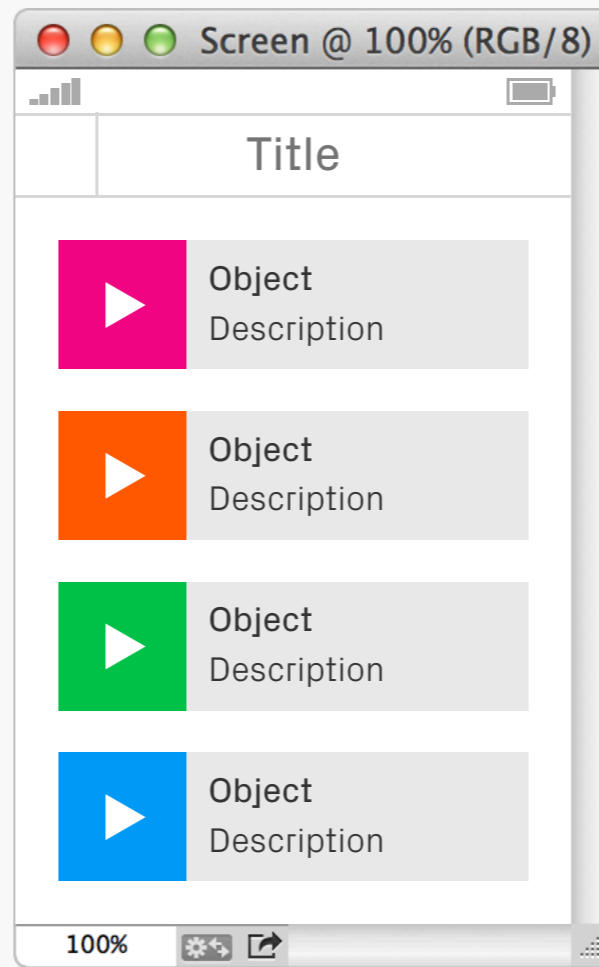 Screen @ 100% (RGB/8)
Title
Object
Description
Object
Description
Object
Description
Object
Description
100%